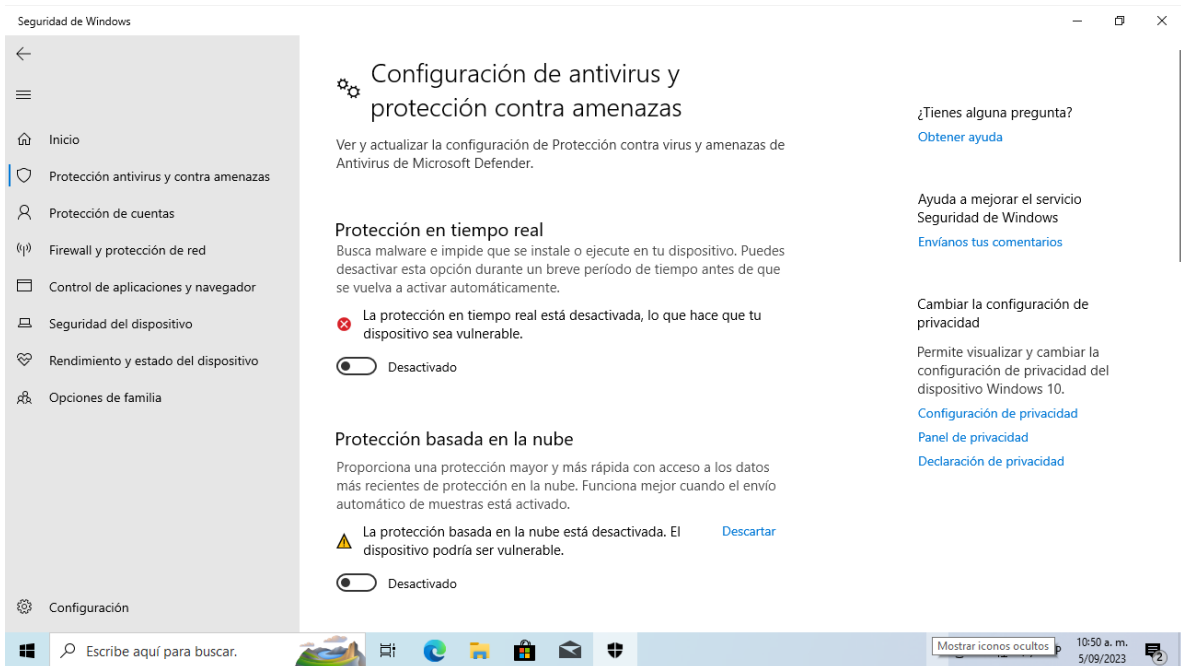 Seguridad de Windows
Inicio
Protección antivirus y contra amenazas
Protección de cuentas
Firewall y protección de red
Control de aplicaciones y navegador
Seguridad del dispositivo
Rendimiento y estado del dispositivo
Opciones de familia
Configuración
Configuración de antivirus y
protección contra amenazas
Ver y actualizar la configuración de Protección contra virus y amenazas de
Antivirus de Microsoft Defender.
Protección en tiempo real
Busca malware e impide que se instale o ejecute en tu dispositivo. Puedes
desactivar esta opción durante un breve período de tiempo antes de que
se vuelva a activar automáticamente.
La protección en tiempo real está desactivada, lo que hace que tu
dispositivo sea vulnerable.
Desactivado
Protección basada en la nube
Proporciona una protección mayor y más rápida con acceso a los datos
más recientes de protección en la nube. Funciona mejor cuando el envío
automático de muestras está activado.
La protección basada en la nube está desactivada. El
dispositivo podría ser vulnerable.
Descartar
Desactivado
¿Tienes alguna pregunta?
Obtener ayuda
Ayuda a mejorar el servicio
Seguridad de Windows
Envíanos tus comentarios
Cambiar la configuración de
privacidad
Permite visualizar y cambiar la
configuración de privacidad del
dispositivo Windows 10.
Configuración de privacidad
Panel de privacidad
Declaración de privacidad
Escribe aquí para buscar.
Mostrar iconos ocultos
10:50 a. m.
5/09/2023
2